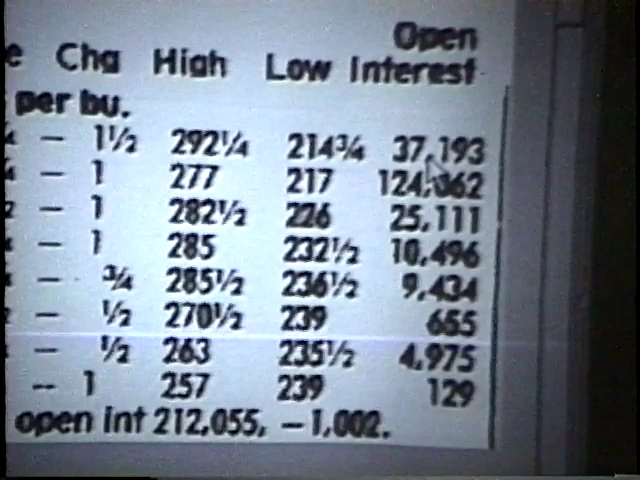 Open
e Chg High Low Interest
per bu.
− 1½ 292¼ 214¾ 37,193
− 1 277 217 124,062
− 1 282½ 226 25,111
− 1 285 232½ 10,496
− ¾ 285½ 236½ 9,434
− ½ 270½ 239 655
− ½ 263 235½ 4,975
− 1 257 239 129
open int 212,055, −1,002.